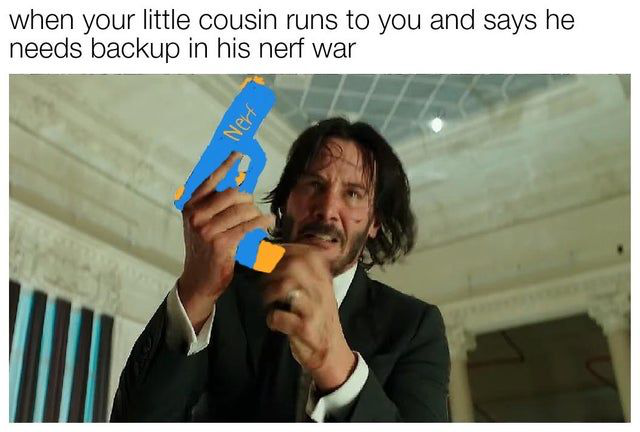 when your little cousin runs to you and says he
needs backup in his nerf war
Nerf